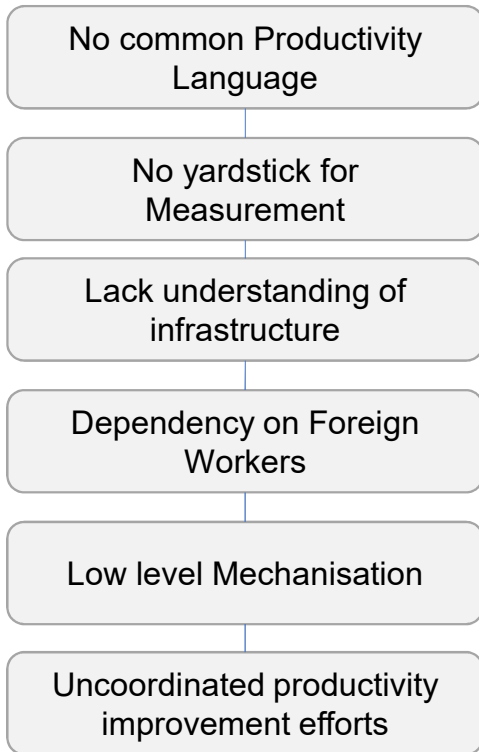 No common Productivity
Language
No yardstick for
Measurement
Lack understanding of
infrastructure
Dependency on Foreign
Workers
Low level Mechanisation
Uncoordinated productivity
improvement efforts